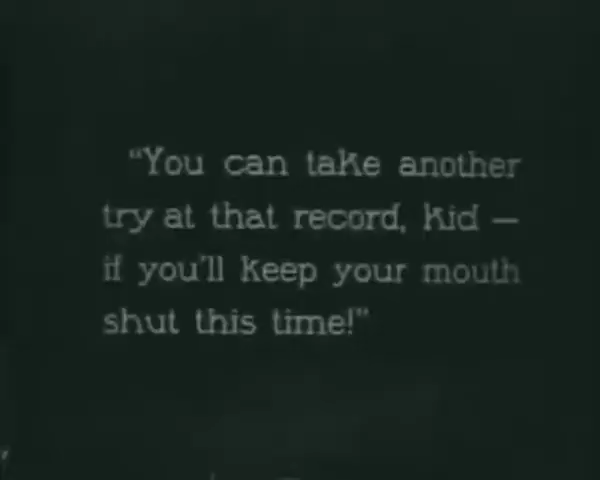 “You can take another
try at that record, kid —
if you'll keep your mouth
shut this time!”